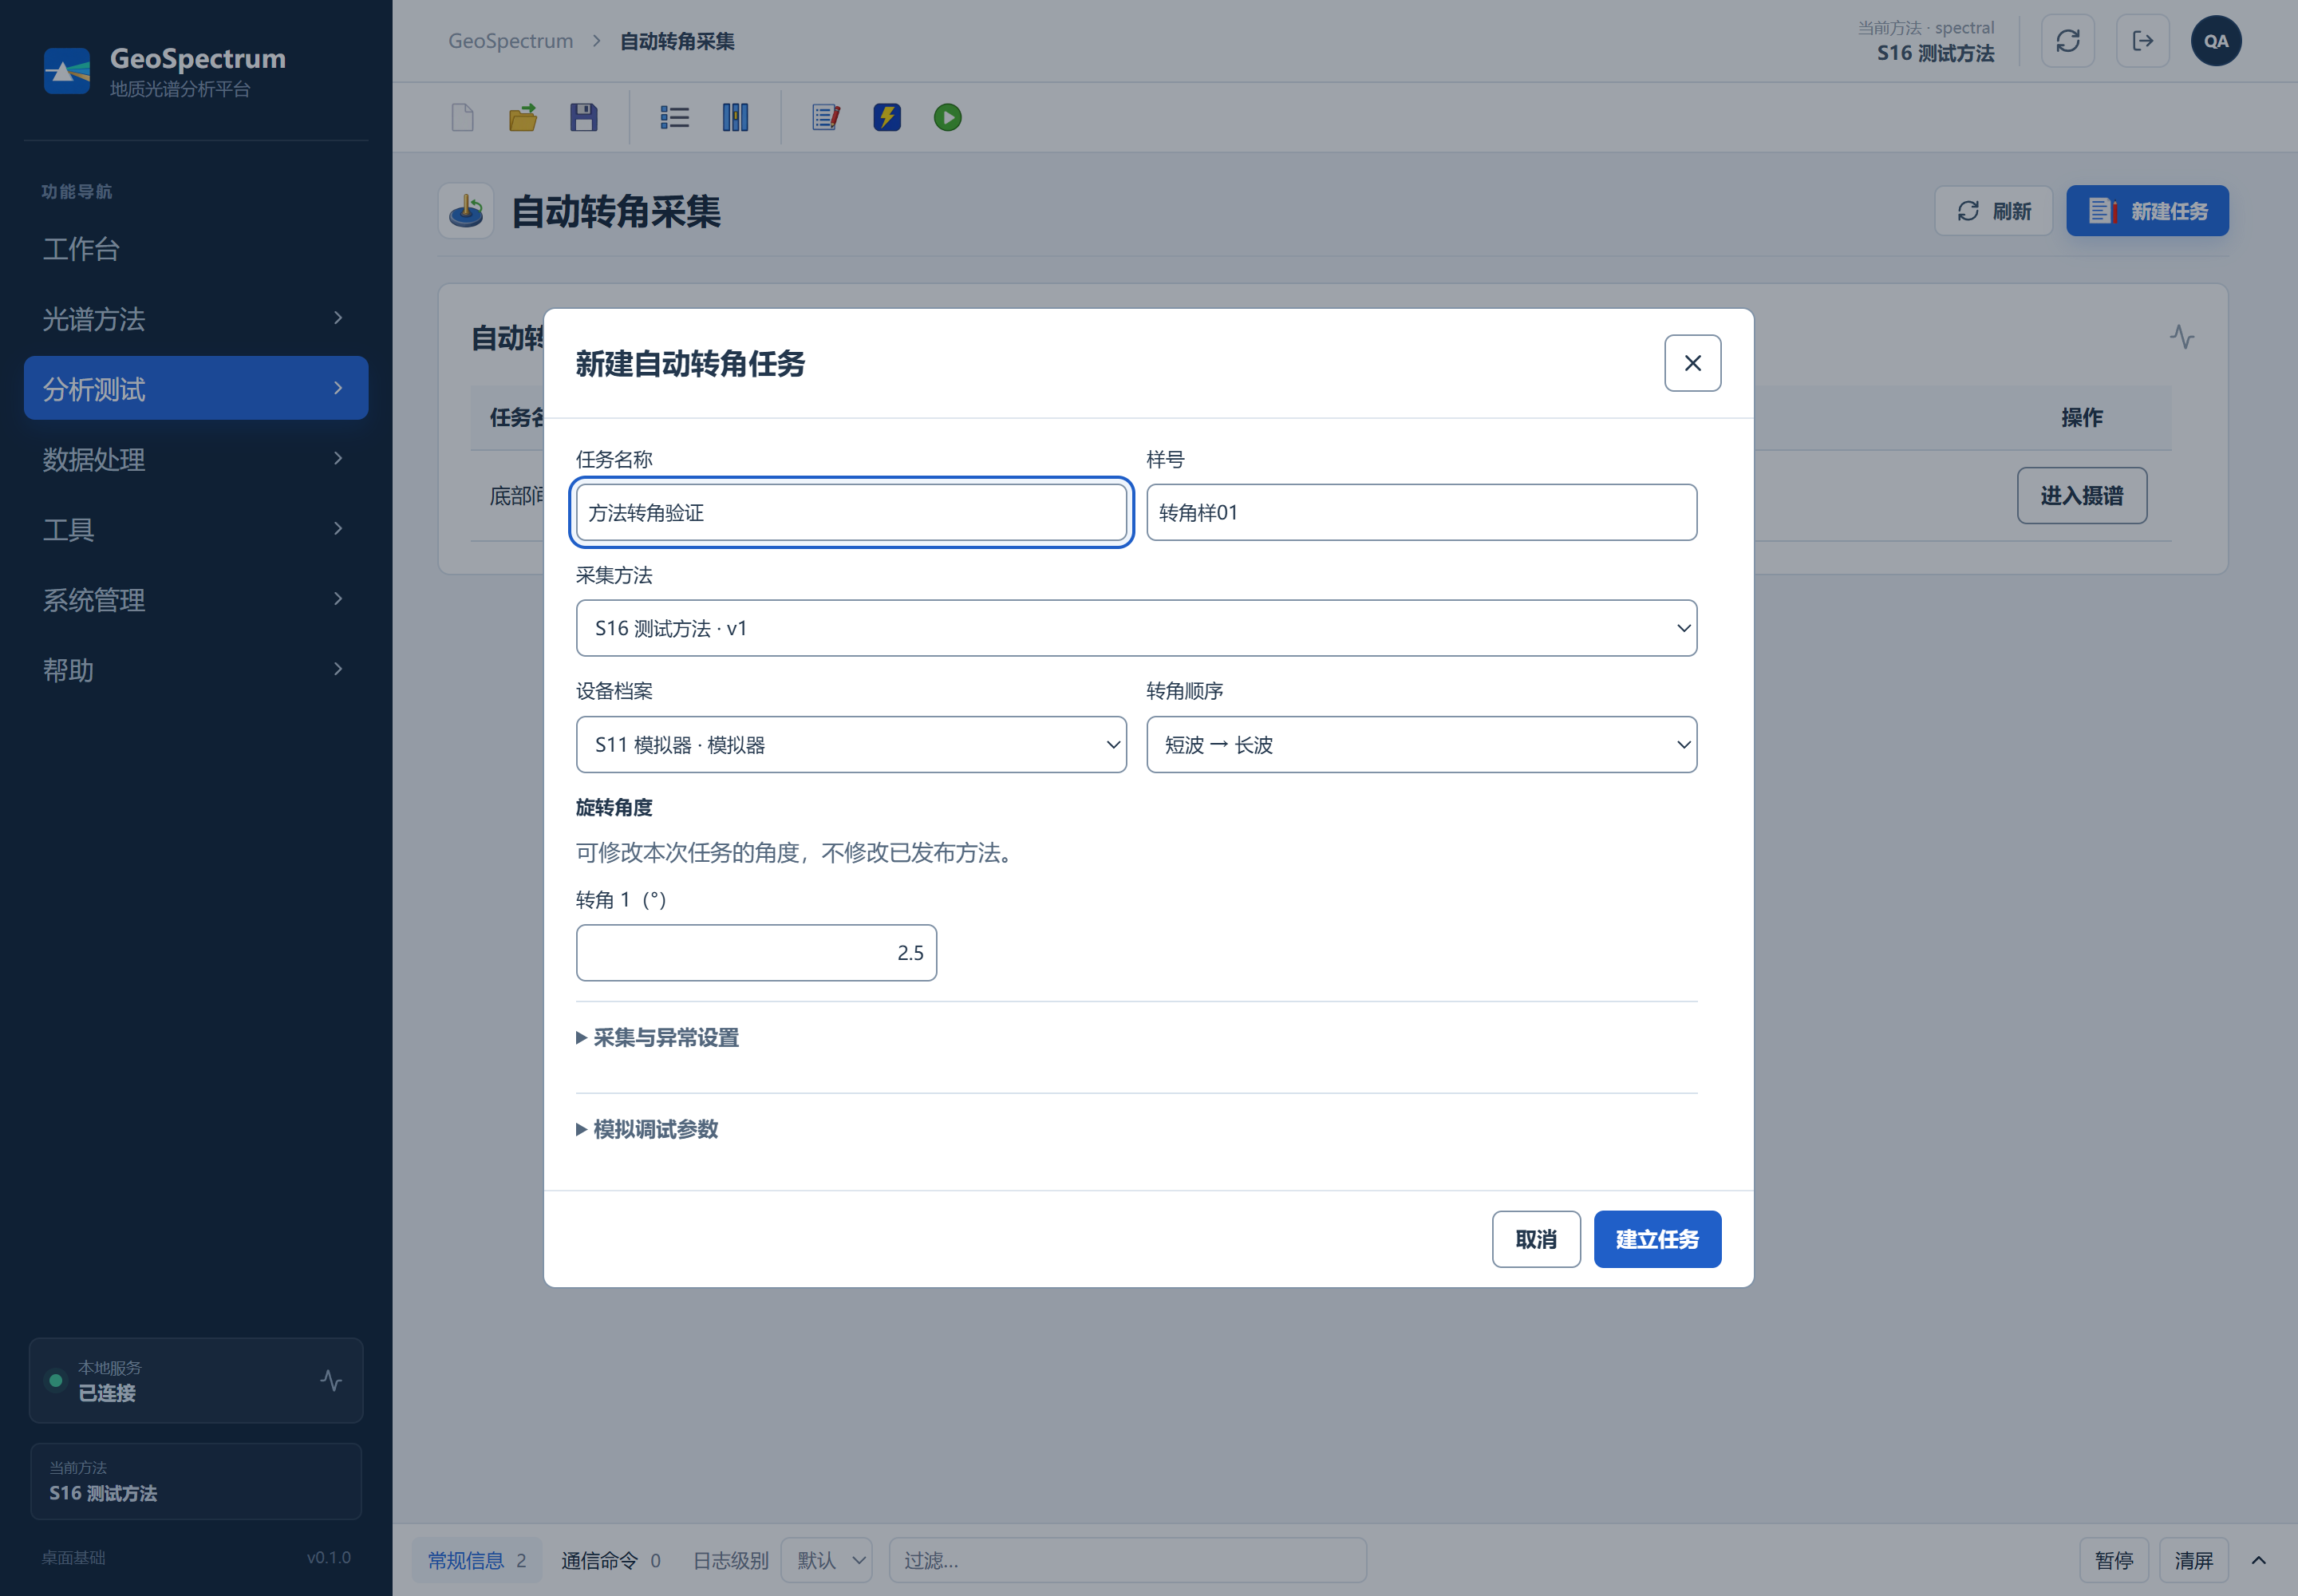 GeoSpectrum
地质光谱分析平台
功能导航
工作台
光谱方法
分析测试
数据处理
工具
系统管理
帮助
本地服务
已连接
当前方法
S16 测试方法
桌面基础 v0.1.0
GeoSpectrum 自动转角采集
当前方法 · spectral
S16 测试方法
QA
自动转角采集
刷新
新建任务
自动转
任务名
操作
底部间
进入摄谱
新建自动转角任务
任务名称 样号
方法转角验证 转角样01
采集方法
S16 测试方法 · v1
设备档案 转角顺序
S11 模拟器 · 模拟器 短波 → 长波
旋转角度
可修改本次任务的角度，不修改已发布方法。
转角 1（°）
2.5
采集与异常设置
模拟调试参数
取消 建立任务
常规信息 2 通信命令 0 日志级别 默认 过滤... 暂停 清屏